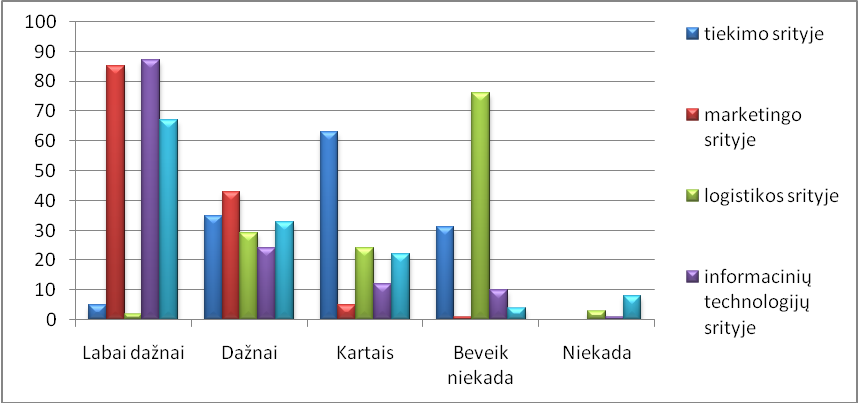 100
90
80
70
60
50
40
30
20
10
0
Labai dažnai
Dažnai
Kartais
Beveik
niekada
Niekada
tiekimo srityje
marketingo
srityje
logistikos srityje
informacinių
technologijų
srityje